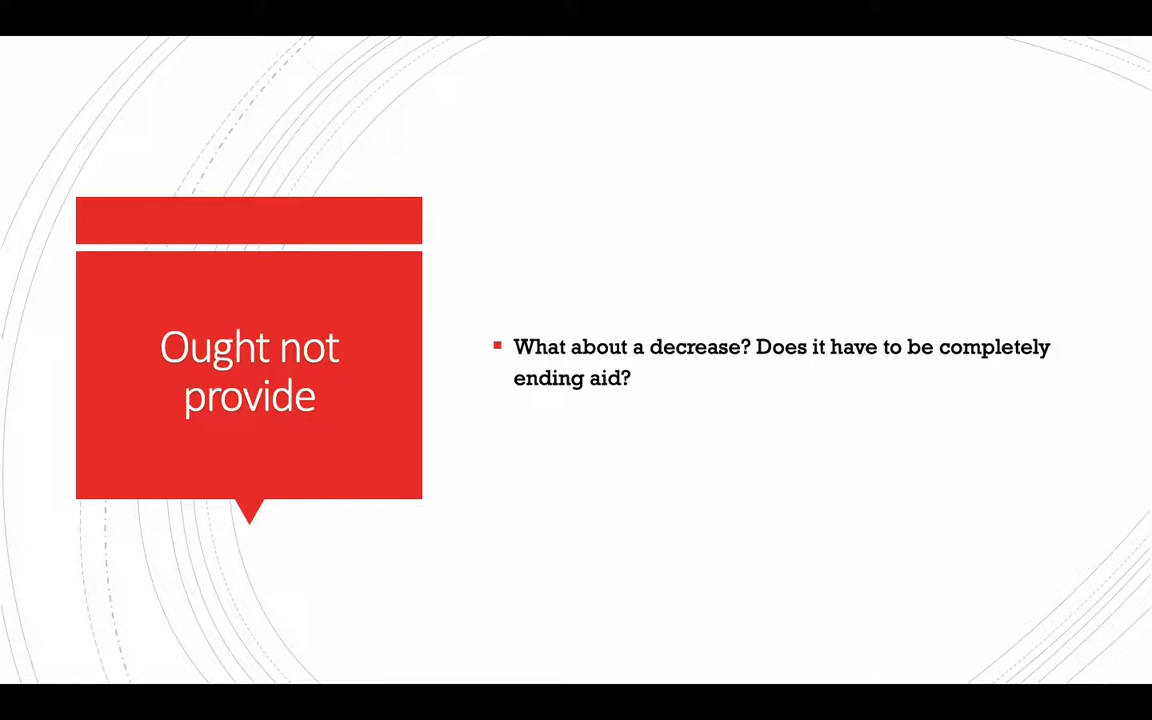 Ought not
provide
What about a decrease? Does it have to be completely
ending aid?